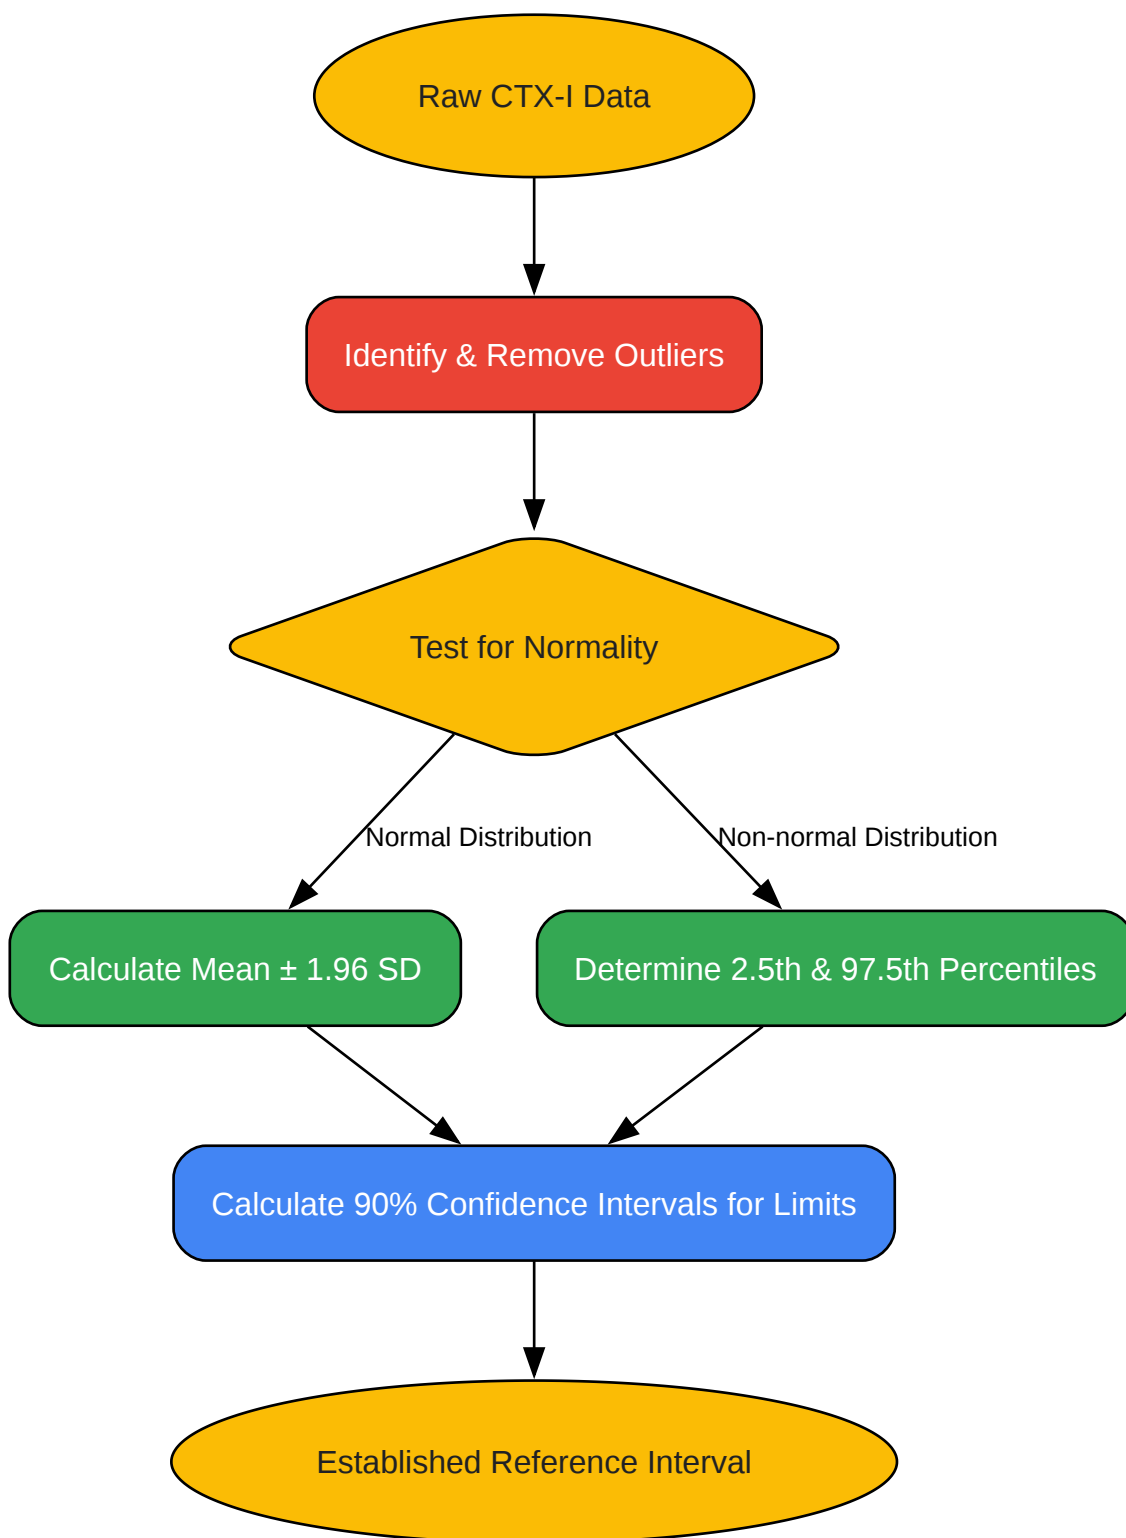 Raw CTX-I Data
Identify & Remove Outliers
Test for Normality
Normal Distribution
Non-normal Distribution
Calculate Mean ± 1.96 SD
Determine 2.5th & 97.5th Percentiles
Calculate 90% Confidence Intervals for Limits
Established Reference Interval